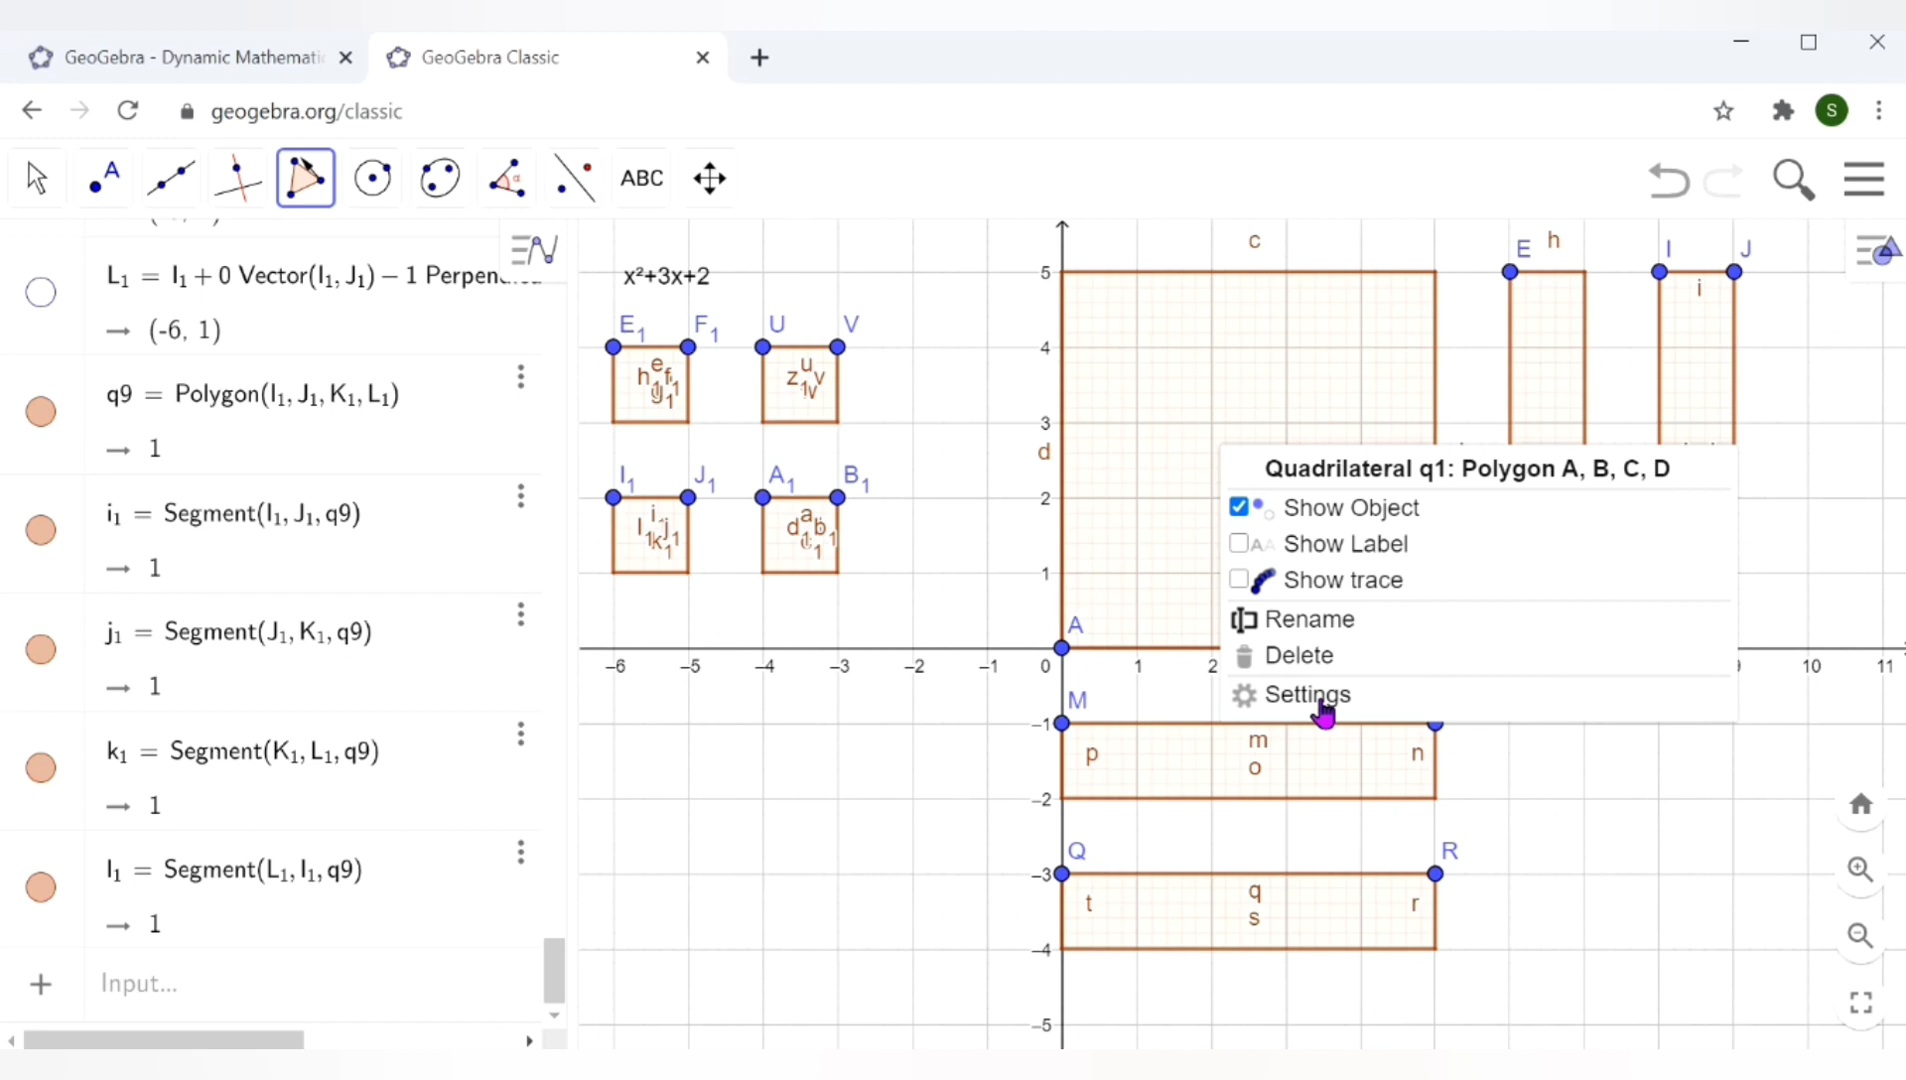 GeoGebra - Dynamic Mathematic
GeoGebra Classic
geogebra.org/classic
S
A
α
ABC
L₁ = I₁ + 0 Vector(I₁, J₁) − 1 Perpen
→ (-6, 1)
q9 = Polygon(I₁, J₁, K₁, L₁)
→ 1
i₁ = Segment(I₁, J₁, q9)
→ 1
j₁ = Segment(J₁, K₁, q9)
→ 1
k₁ = Segment(K₁, L₁, q9)
→ 1
l₁ = Segment(L₁, I₁, q9)
→ 1
Input...
x²+3x+2
c
E h I J
i
E₁ F₁ U V
I₁ J₁ A₁ B₁
5
4
3
d
2
1
A
–6 –5 –4 –3 –2 –1 0 1 2 10 11
Quadrilateral q1: Polygon A, B, C, D
Show Object
AA Show Label
Show trace
Rename
Delete
Settings
M
–1
p m n
o
–2
Q R
–3
t q r
s
–4
–5